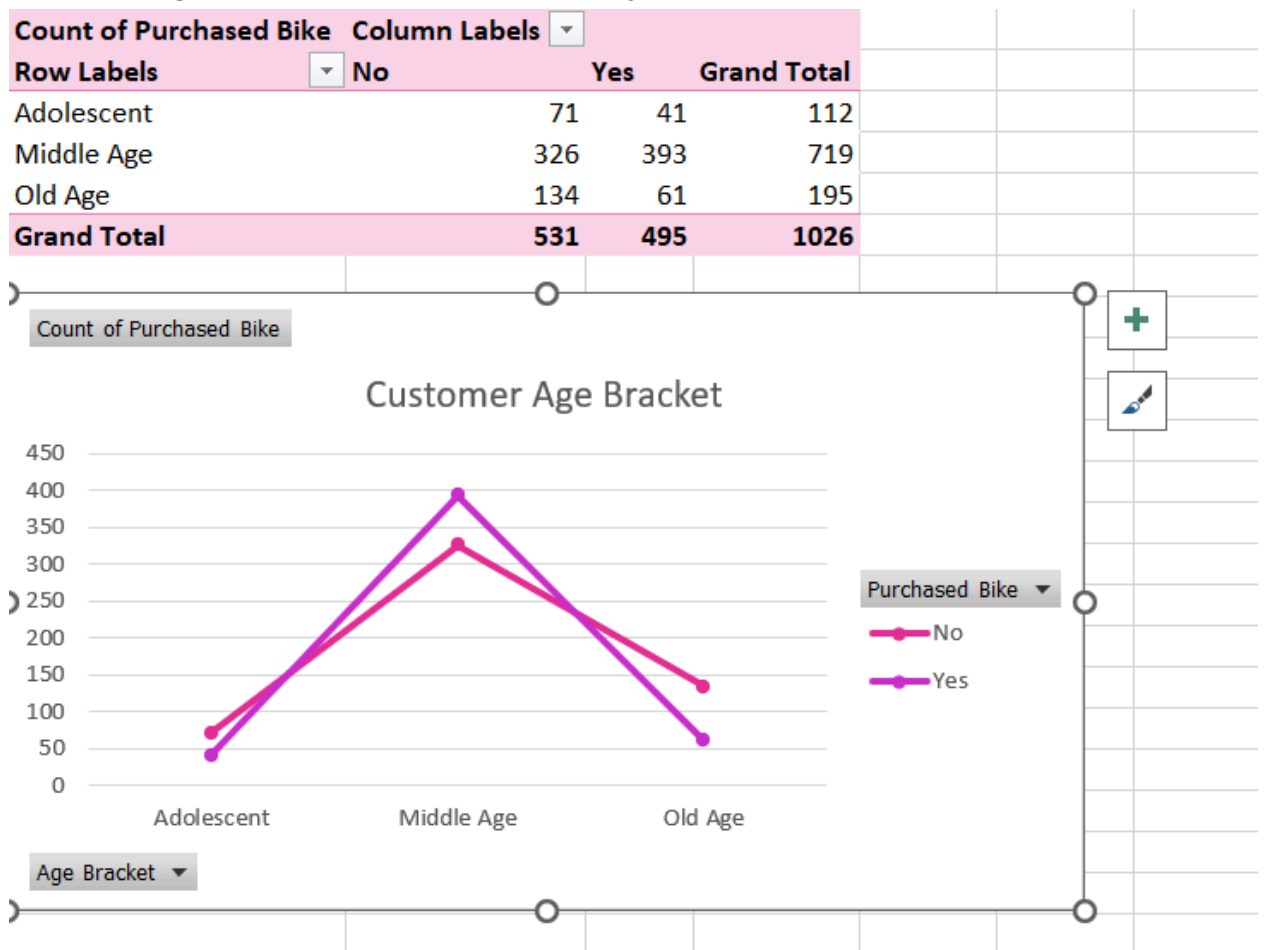 Count of Purchased Bike Column Labels
Row Labels No Yes Grand Total
Adolescent 71 41 112
Middle Age 326 393 719
Old Age 134 61 195
Grand Total 531 495 1026
Count of Purchased Bike
Customer Age Bracket
450
400
350
300
250
200
150
100
50
0
Adolescent Middle Age Old Age
Purchased Bike
No
Yes
Age Bracket